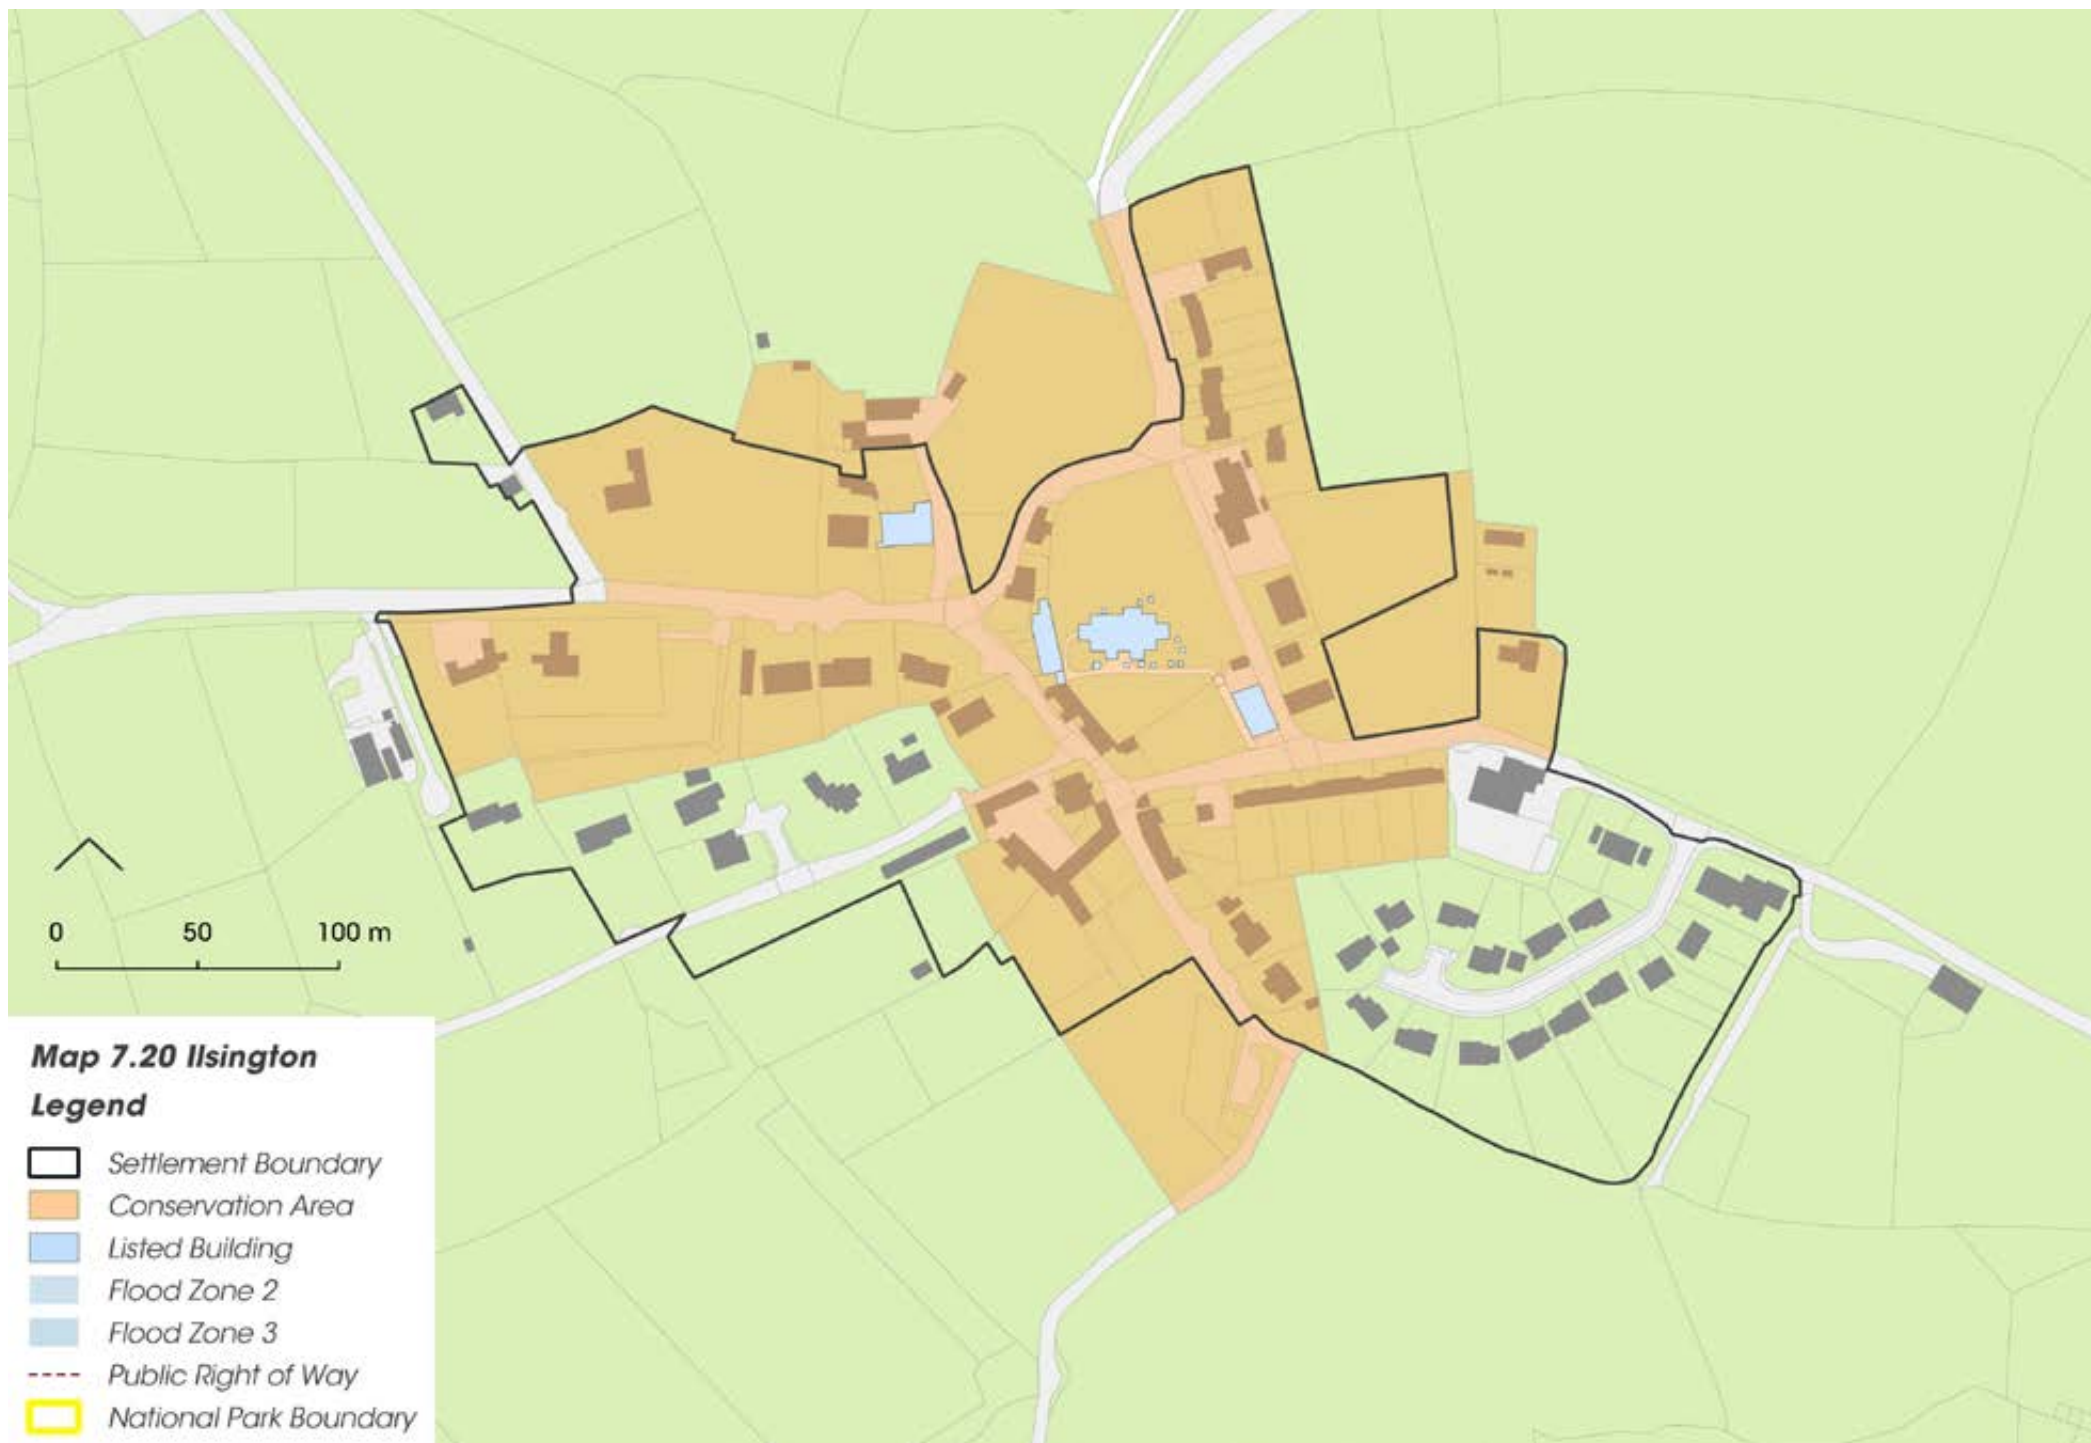 0 50 100 m
Map 7.20 Ilsington
Legend
Settlement Boundary
Conservation Area
Listed Building
Flood Zone 2
Flood Zone 3
Public Right of Way
National Park Boundary